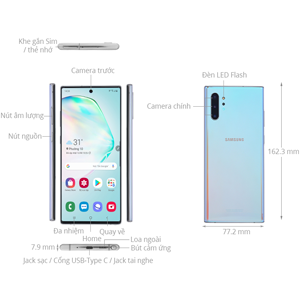 Khe gắn Sim
/ thẻ nhớ
Camera trước
Đèn LED Flash
Camera chính
Nút âm lượng
Nút nguồn
31°
SAMSUNG
162.3 mm
77.2 mm
Đa nhiệm
Quay về
Home
Loa ngoài
7.9 mm
Bút cảm ứng
Jack sạc / Cổng USB-Type C / Jack tai nghe